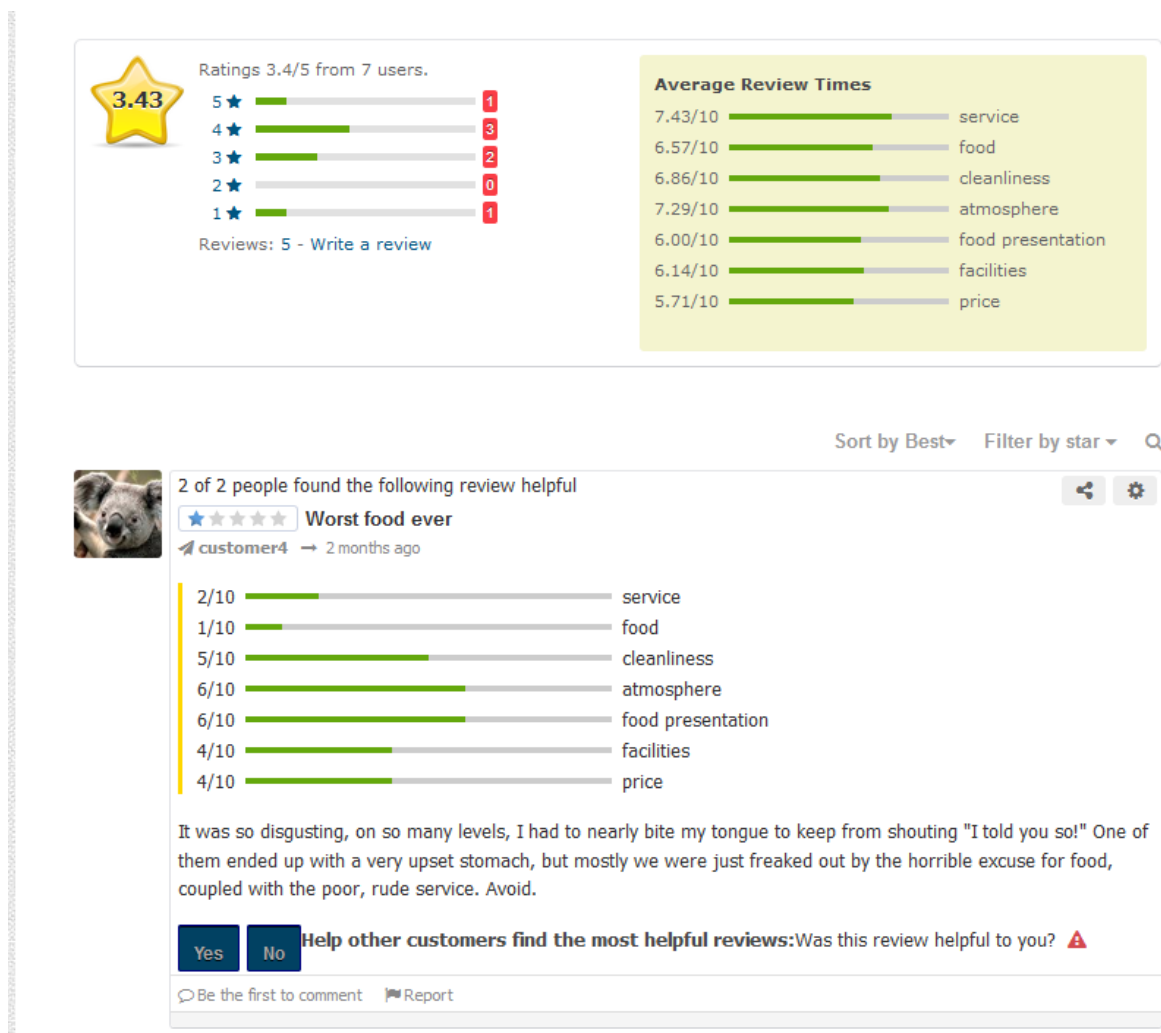 3.43
Ratings 3.4/5 from 7 users.
5 ★ 1
4 ★ 3
3 ★ 2
2 ★ 0
1 ★ 1
Reviews: 5 - Write a review
Average Review Times
7.43/10 service
6.57/10 food
6.86/10 cleanliness
7.29/10 atmosphere
6.00/10 food presentation
6.14/10 facilities
5.71/10 price
Sort by Best Filter by star
2 of 2 people found the following review helpful
Worst food ever
customer4 → 2 months ago
2/10 service
1/10 food
5/10 cleanliness
6/10 atmosphere
6/10 food presentation
4/10 facilities
4/10 price
It was so disgusting, on so many levels, I had to nearly bite my tongue to keep from shouting "I told you so!" One of
them ended up with a very upset stomach, but mostly we were just freaked out by the horrible excuse for food,
coupled with the poor, rude service. Avoid.
Yes No Help other customers find the most helpful reviews:Was this review helpful to you?
Be the first to comment Report